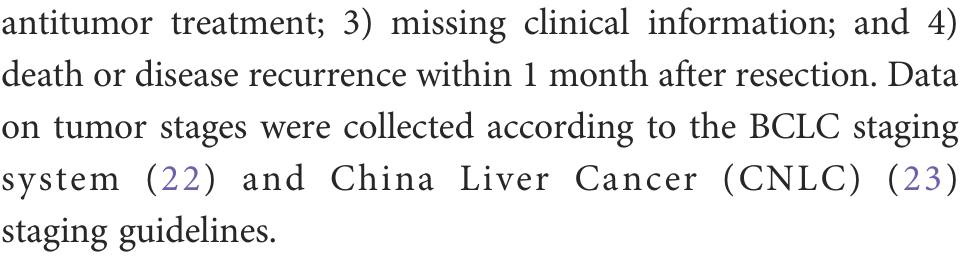 antitumor treatment; 3) missing clinical information; and 4)
death or disease recurrence within 1 month after resection. Data
on tumor stages were collected according to the BCLC staging
system (22) and China Liver Cancer (CNLC) (23)
staging guidelines.